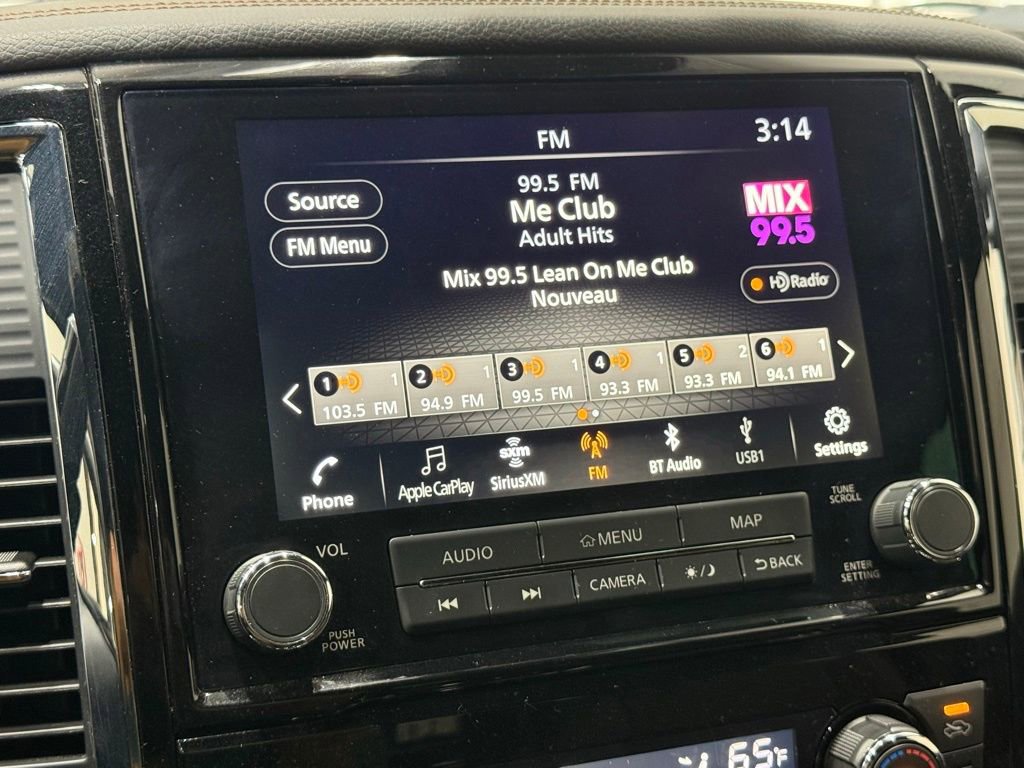 FM
3:14
Source
FM Menu
99.5 FM
Me Club
Adult Hits
MIX
99.5
Mix 99.5 Lean On Me Club
Nouveau
HD Radio
1 1 2 1 3 1 4 1 5 2 6 1
103.5 FM 94.9 FM 99.5 FM 93.3 FM 93.3 FM 94.1 FM
sxm
Phone Apple CarPlay SiriusXM FM BT Audio USB1 Settings
VOL
PUSH
POWER
AUDIO MENU MAP
CAMERA BACK
TUNE
SCROLL
ENTER
SETTING
65°F